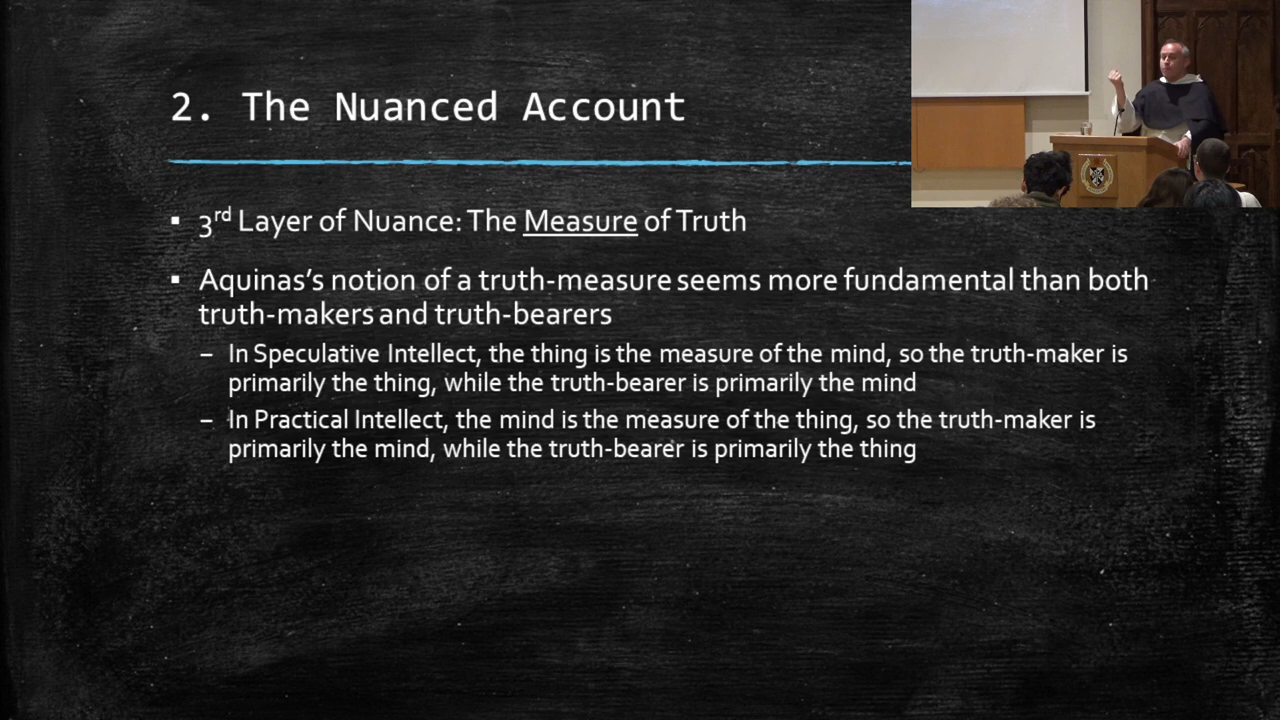 2. The Nuanced Account
▪ 3rd Layer of Nuance: The Measure of Truth
▪ Aquinas's notion of a truth-measure seems more fundamental than both
truth-makers and truth-bearers
– In Speculative Intellect, the thing is the measure of the mind, so the truth-maker is
primarily the thing, while the truth-bearer is primarily the mind
– In Practical Intellect, the mind is the measure of the thing, so the truth-maker is
primarily the mind, while the truth-bearer is primarily the thing